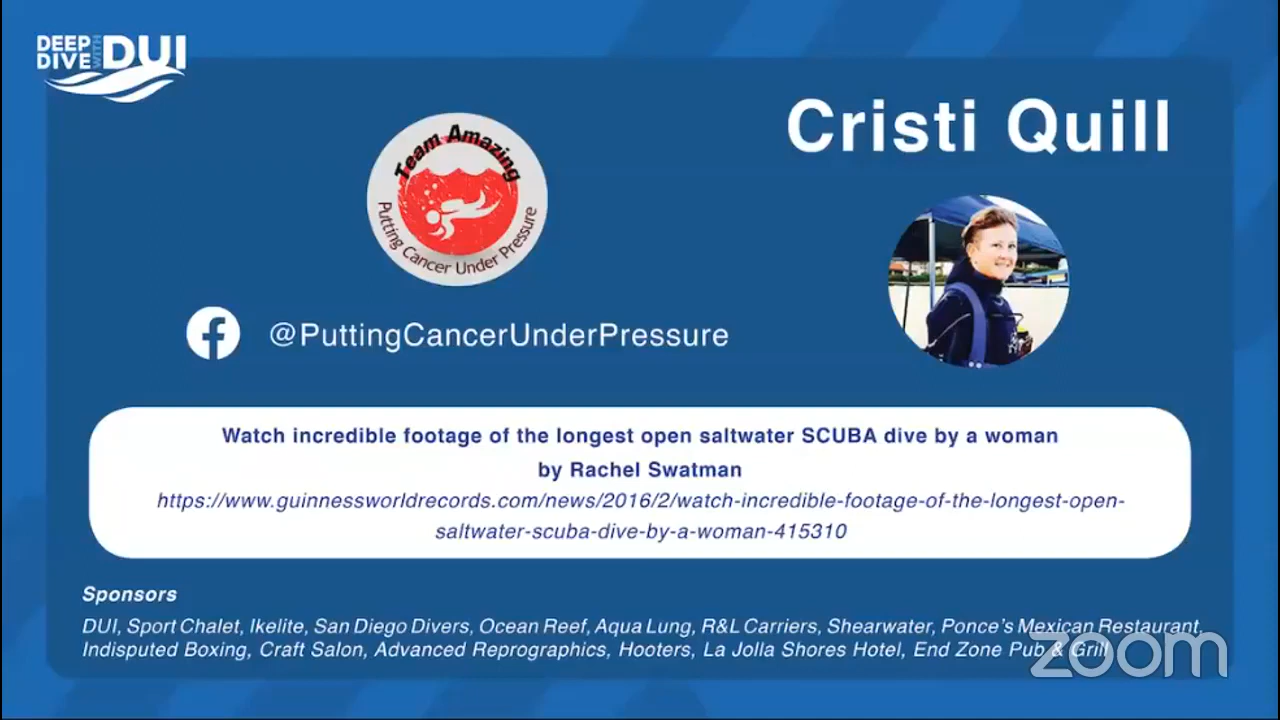 DEEP
DIVE WITH DUI
Cristi Quill
Team Amazing
Putting Cancer Under Pressure
@PuttingCancerUnderPressure
Watch incredible footage of the longest open saltwater SCUBA dive by a woman
by Rachel Swatman
https://www.guinnessworldrecords.com/news/2016/2/watch-incredible-footage-of-the-longest-open-
saltwater-scuba-dive-by-a-woman-415310
Sponsors
DUI, Sport Chalet, Ikelite, San Diego Divers, Ocean Reef, Aqua Lung, R&L Carriers, Shearwater, Ponce's Mexican Restaurant,
Indisputed Boxing, Craft Salon, Advanced Reprographics, Hooters, La Jolla Shores Hotel, End Zone Pub & Grill
zoom